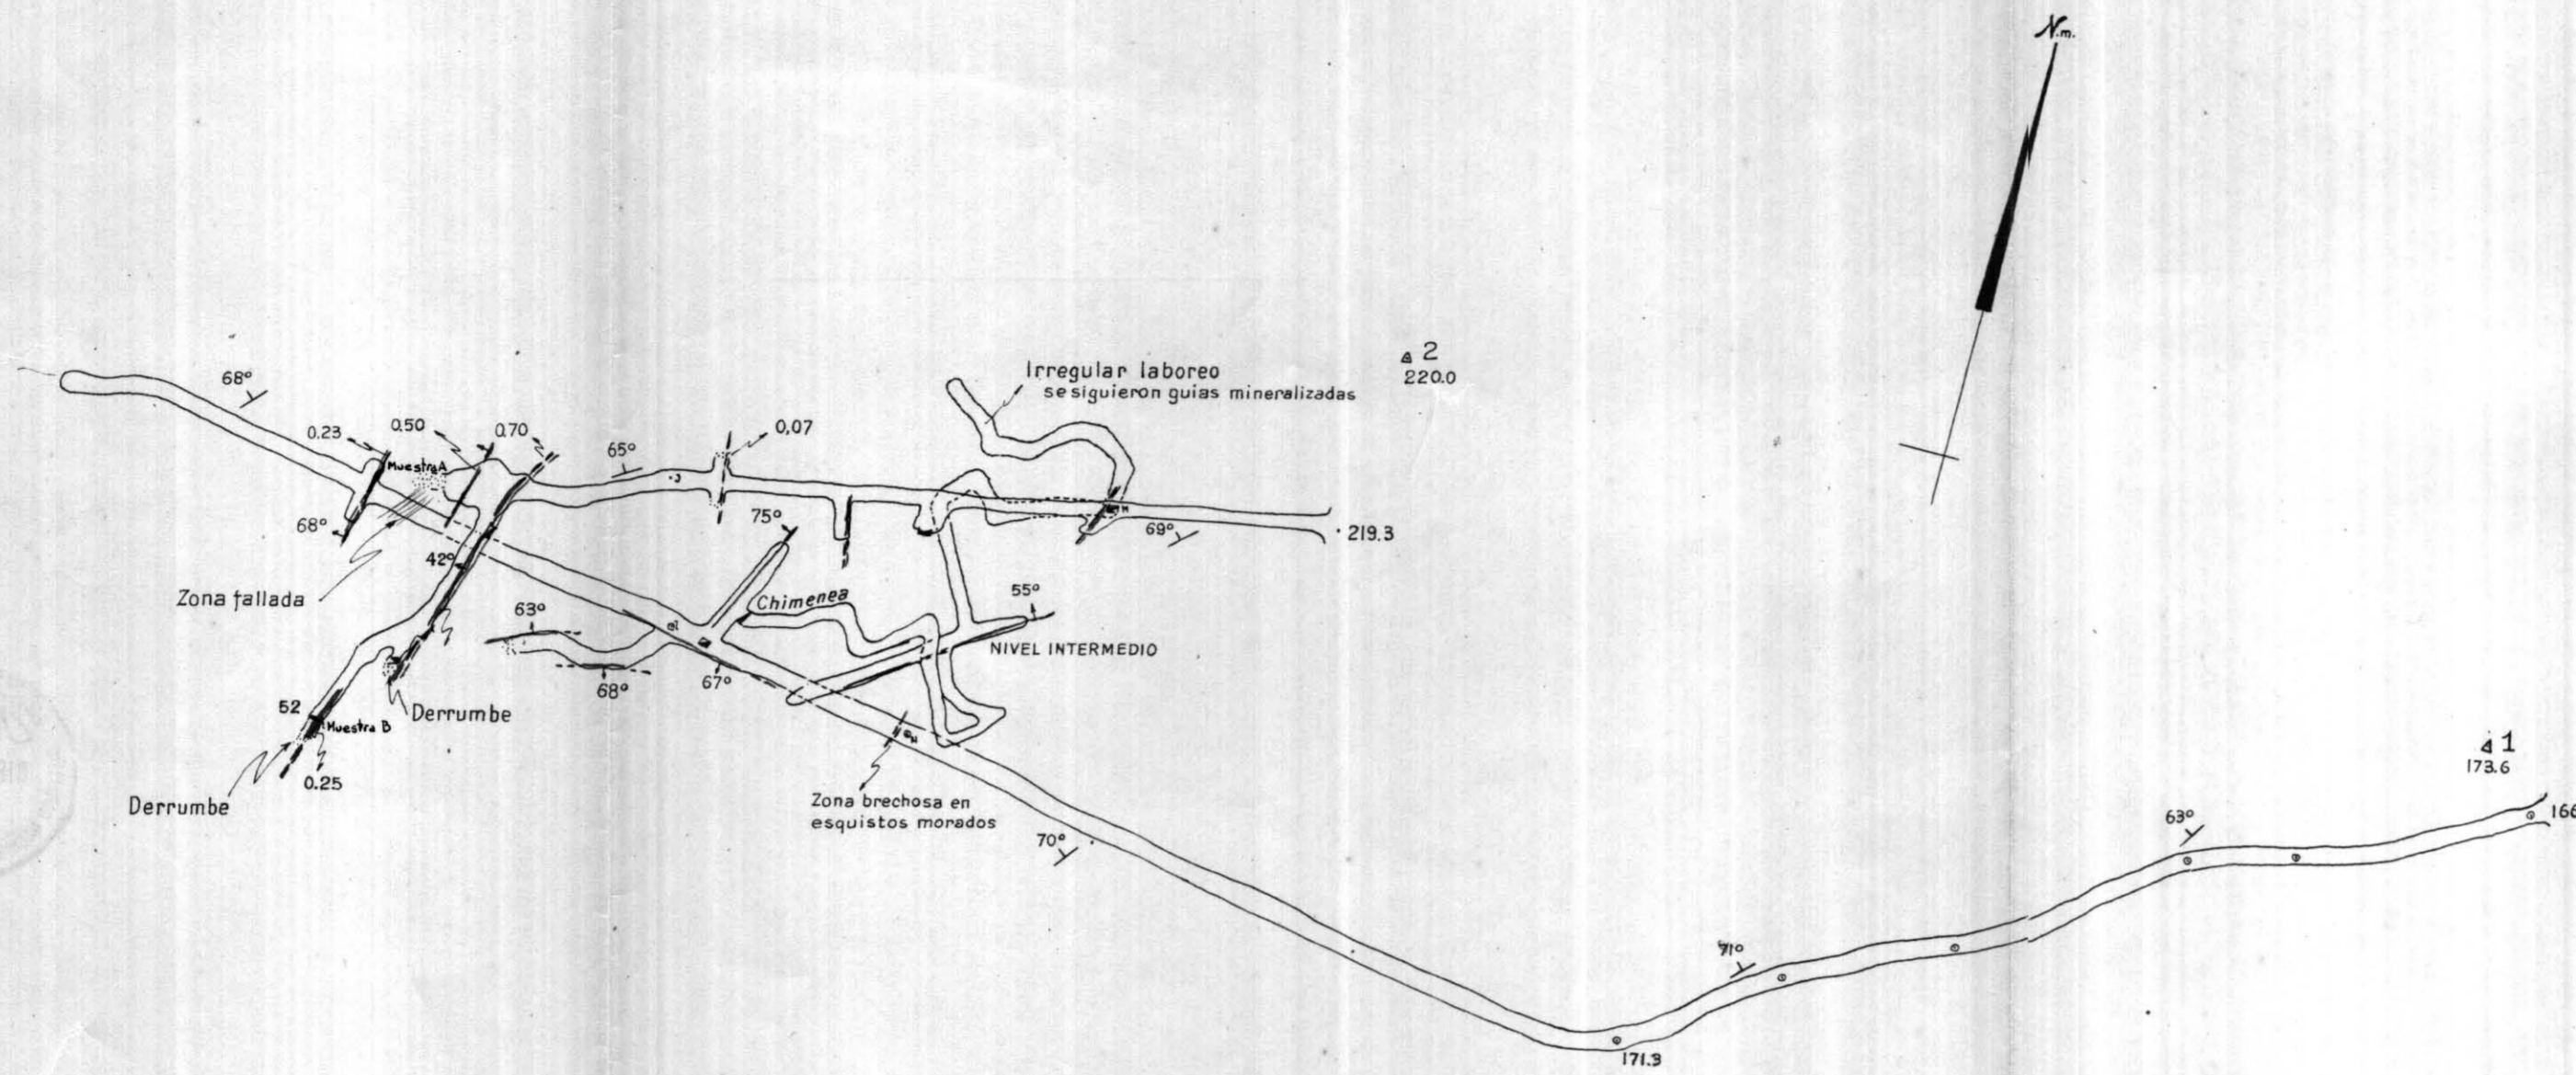 N.m.
2
220.0
Irregular laboreo
se siguieron guias mineralizadas
68°
0.23
0.50
0.70
0,07
65°
Muestra A
68°
75°
69°
219.3
42°
Zona fallada
63°
Chimenea
55°
NIVEL INTERMEDIO
68°
67°
52
Muestra B
Derrumbe
0.25
Derrumbe
Zona brechosa en
esquistos morados
70°
1
173.6
166
63°
71°
171.3